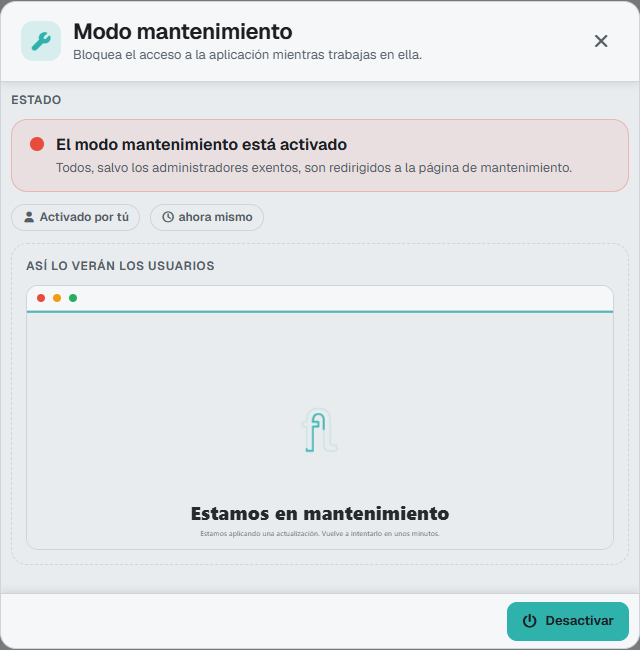 Modo mantenimiento
Bloquea el acceso a la aplicación mientras trabajas en ella.
ESTADO
El modo mantenimiento está activado
Todos, salvo los administradores exentos, son redirigidos a la página de mantenimiento.
Activado por tú
ahora mismo
ASÍ LO VERÁN LOS USUARIOS
Estamos en mantenimiento
Estamos aplicando una actualización. Vuelve a intentarlo en unos minutos.
Desactivar